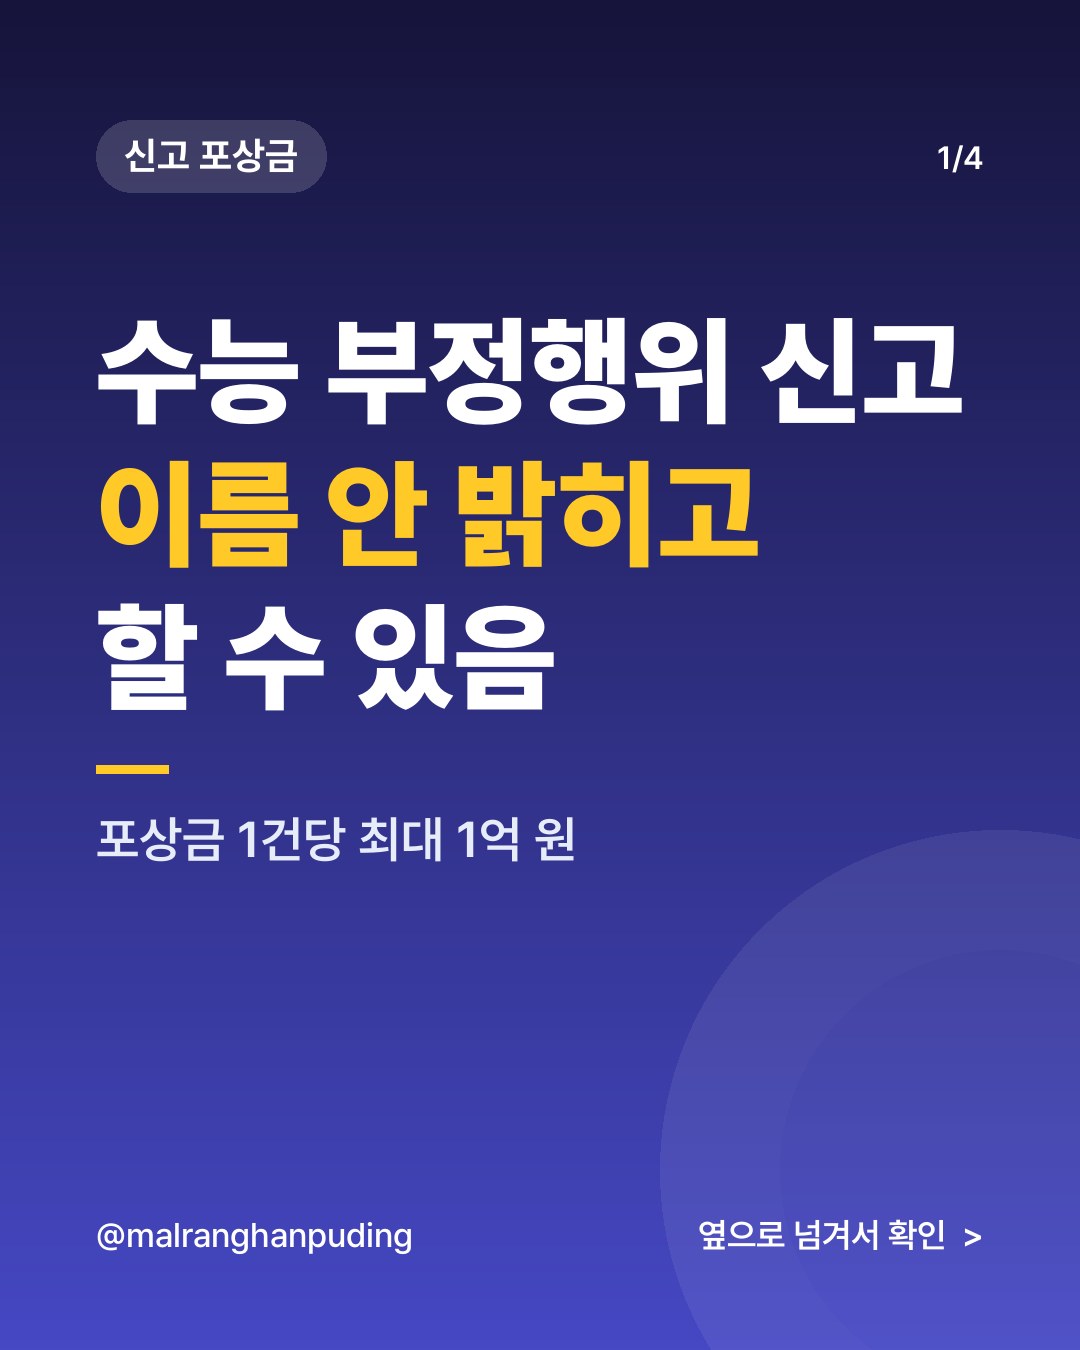 신고 포상금
1/4
수능 부정행위 신고
이름 안 밝히고
할 수 있음
포상금 1건당 최대 1억 원
@malranghanpuding
옆으로 넘겨서 확인 >